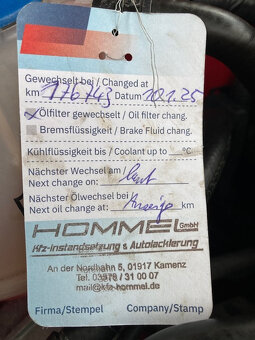 Gewechselt bei / Changed at
km 176743 Datum 10.1.25
Ölfilter gewechselt / Oil filter chang.
Bremsflüssigkeit / Brake Fluid chang.
Kühlflüssigkeit bis / Coolant up to °C
Nächster Wechsel am /
Next change on: laut
Nächster Ölwechsel bei
Next oil change at: Anzeige km
HOMMEL GmbH
Kfz-Instandsetzung & Autolackierung
An der Nordbahn 5, 01917 Kamenz
Tel. 03578 / 31 00 07
mail@kfz-hommel.de
Firma/Stempel Company/Stamp